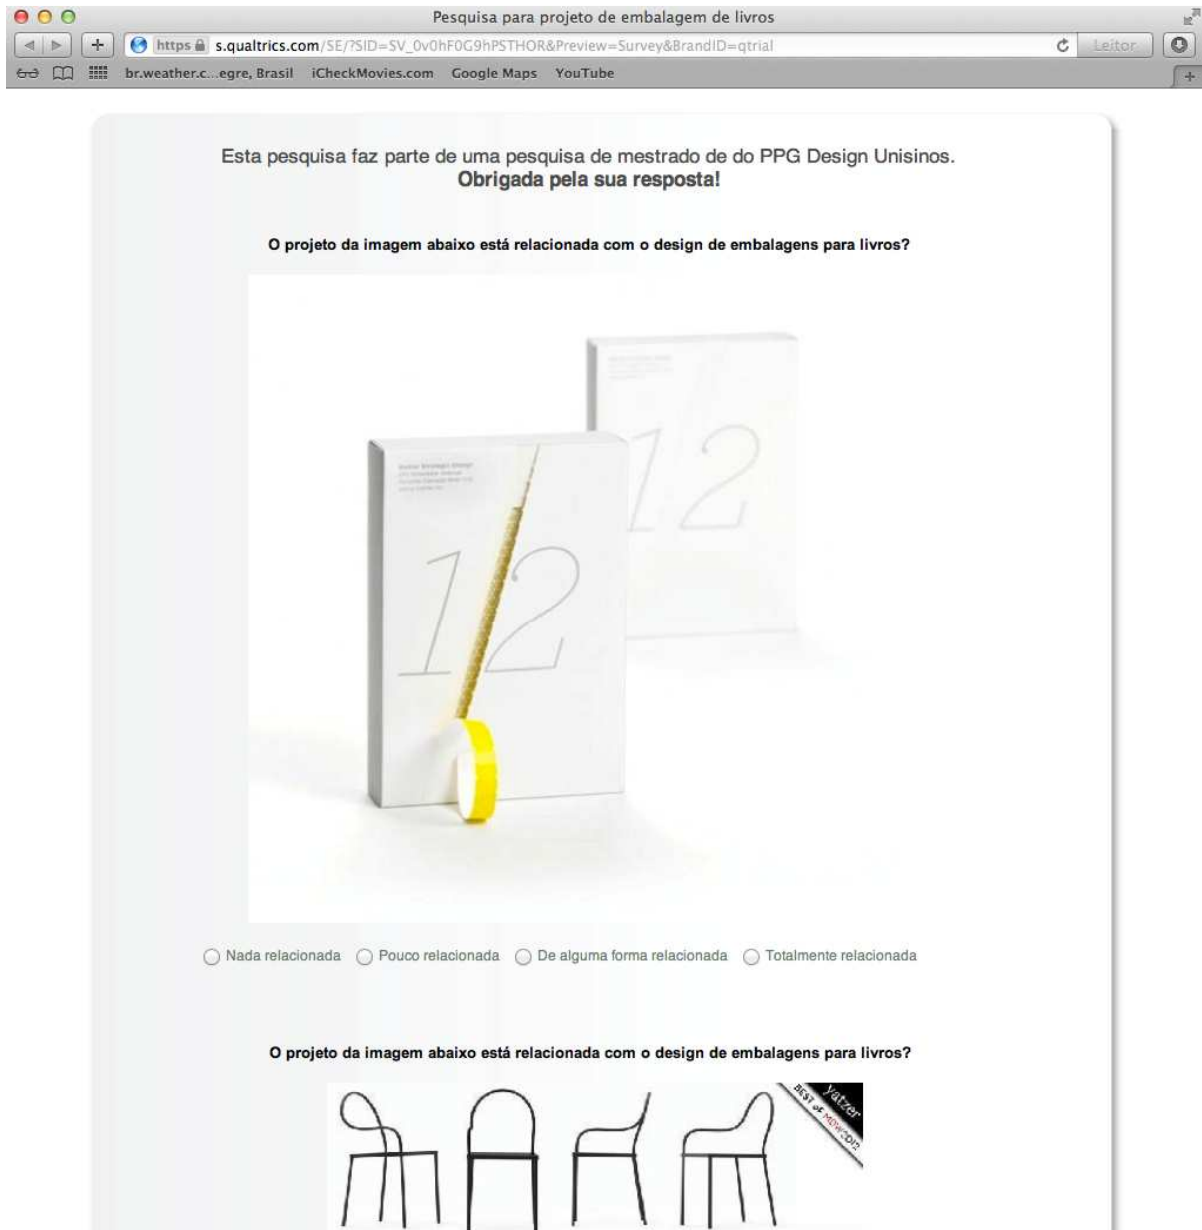 Pesquisa para projeto de embalagem de livros
https s.qualtrics.com/SE/?SID=SV_0v0hF0G9hPSTHOR&Preview=Survey&BrandID=qtrial
Leitor
br.weather.c...egre, Brasil iCheckMovies.com Google Maps YouTube
Esta pesquisa faz parte de uma pesquisa de mestrado de do PPG Design Unisinos.
Obrigada pela sua resposta!
O projeto da imagem abaixo está relacionada com o design de embalagens para livros?
12
12
Nada relacionada Pouco relacionada De alguma forma relacionada Totalmente relacionada
O projeto da imagem abaixo está relacionada com o design de embalagens para livros?
yatzer
BEST of MDW2012